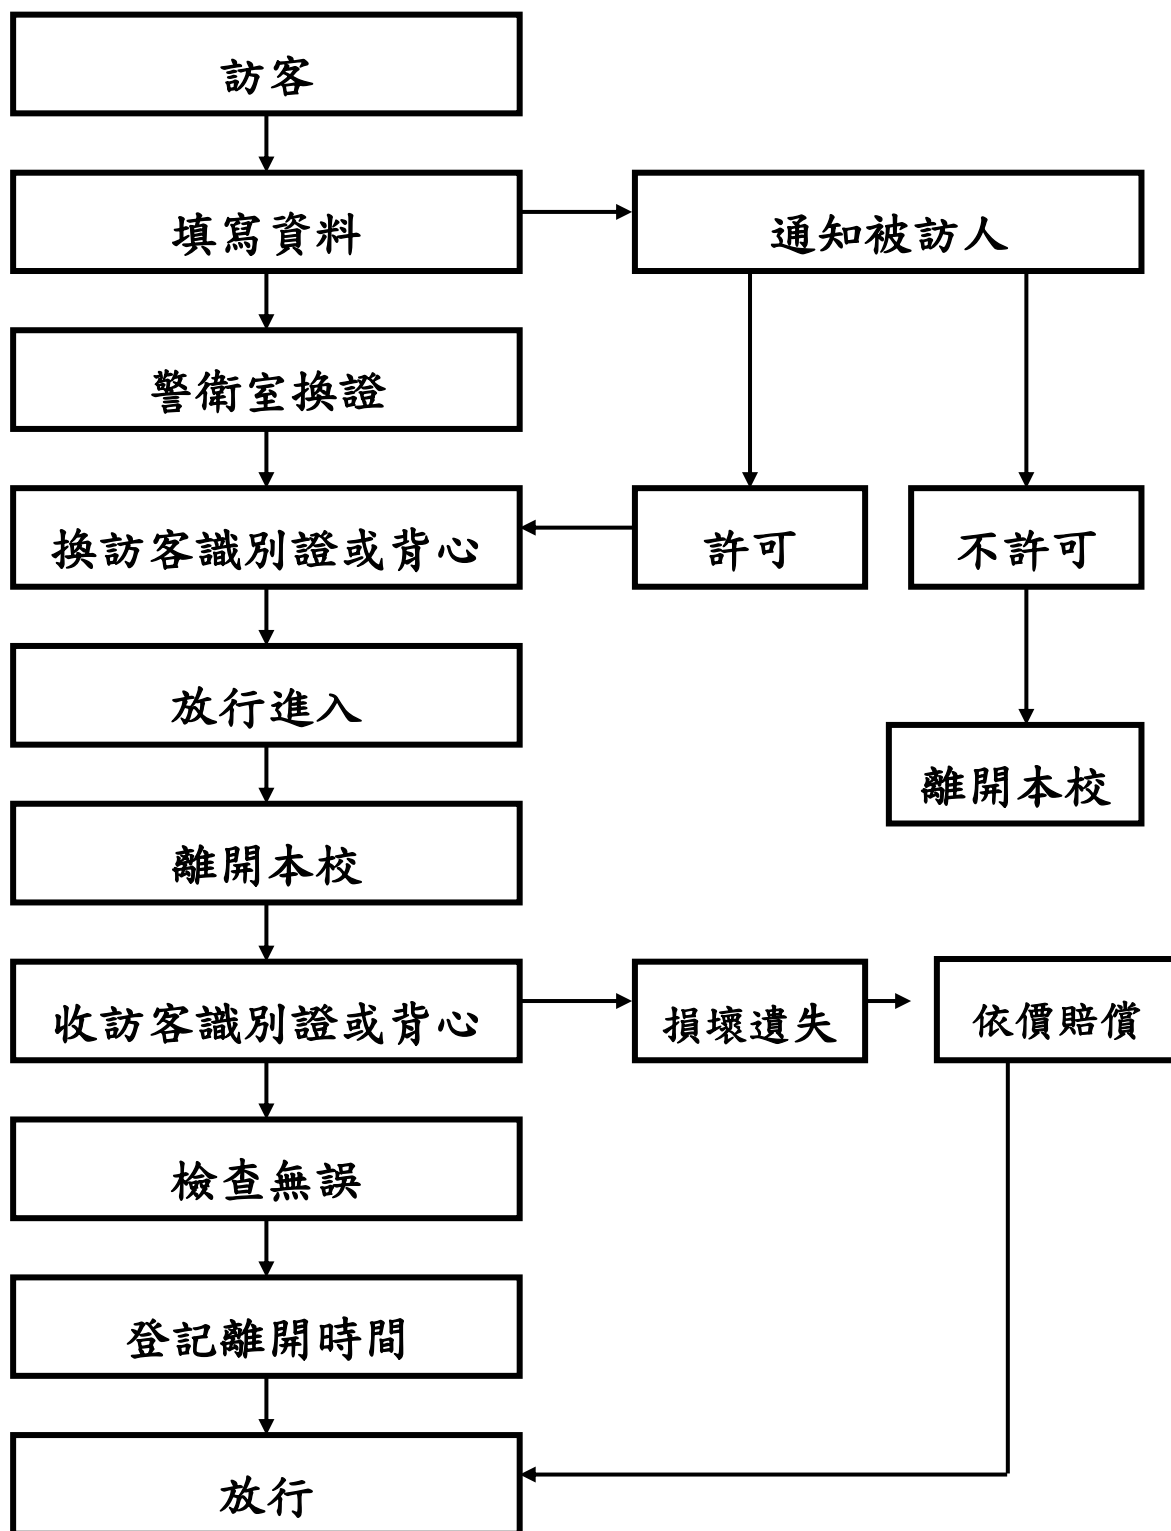 訪客
填寫資料
通知被訪人
警衛室換證
換訪客識別證或背心
許可
不許可
放行進入
離開本校
離開本校
收訪客識別證或背心
損壞遺失
依價賠償
檢查無誤
登記離開時間
放行